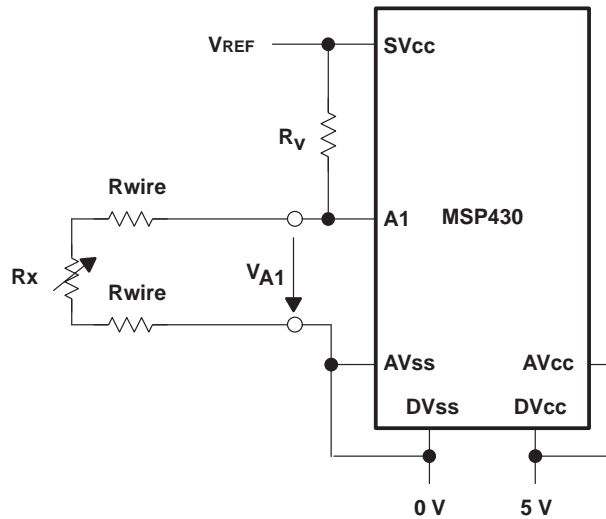 VREF
SVcc
Rv
Rwire
A1
MSP430
Rx
VA1
Rwire
AVss
AVcc
DVss
DVcc
0 V
5 V